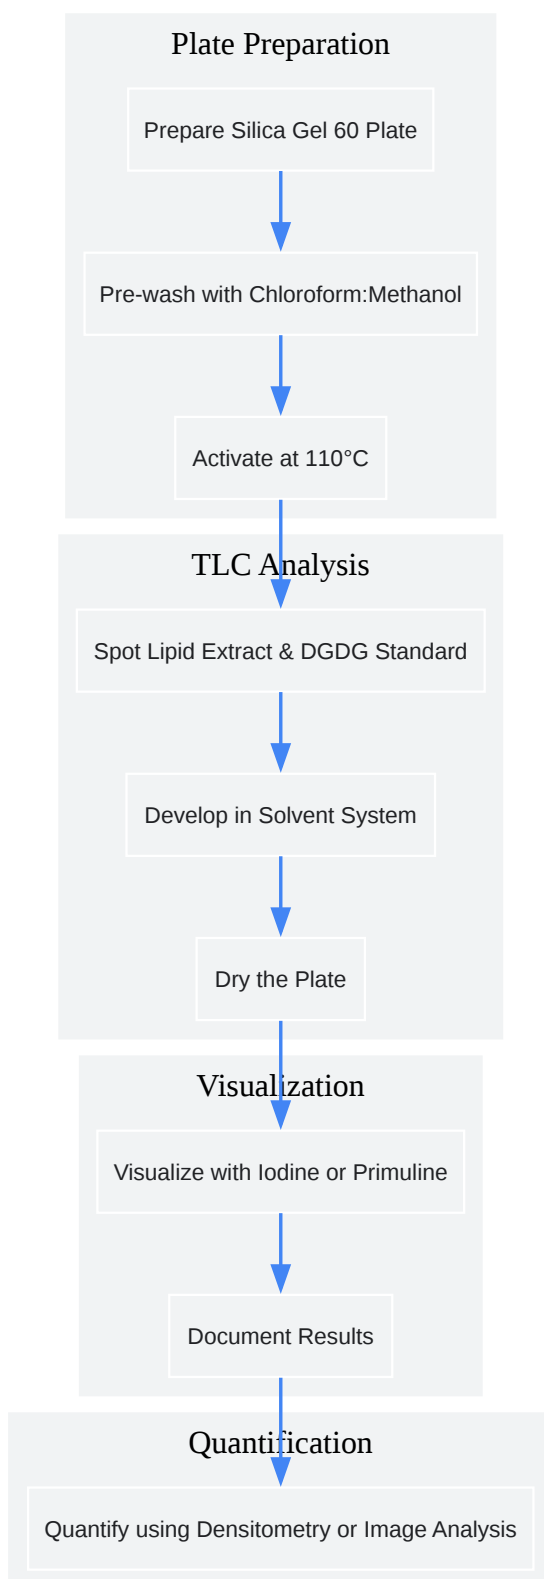 Plate Preparation
Prepare Silica Gel 60 Plate
Pre-wash with Chloroform:Methanol
Activate at 110°C
TLC Analysis
Spot Lipid Extract & DGDG Standard
Develop in Solvent System
Dry the Plate
Visualization
Visualize with Iodine or Primuline
Document Results
Quantification
Quantify using Densitometry or Image Analysis